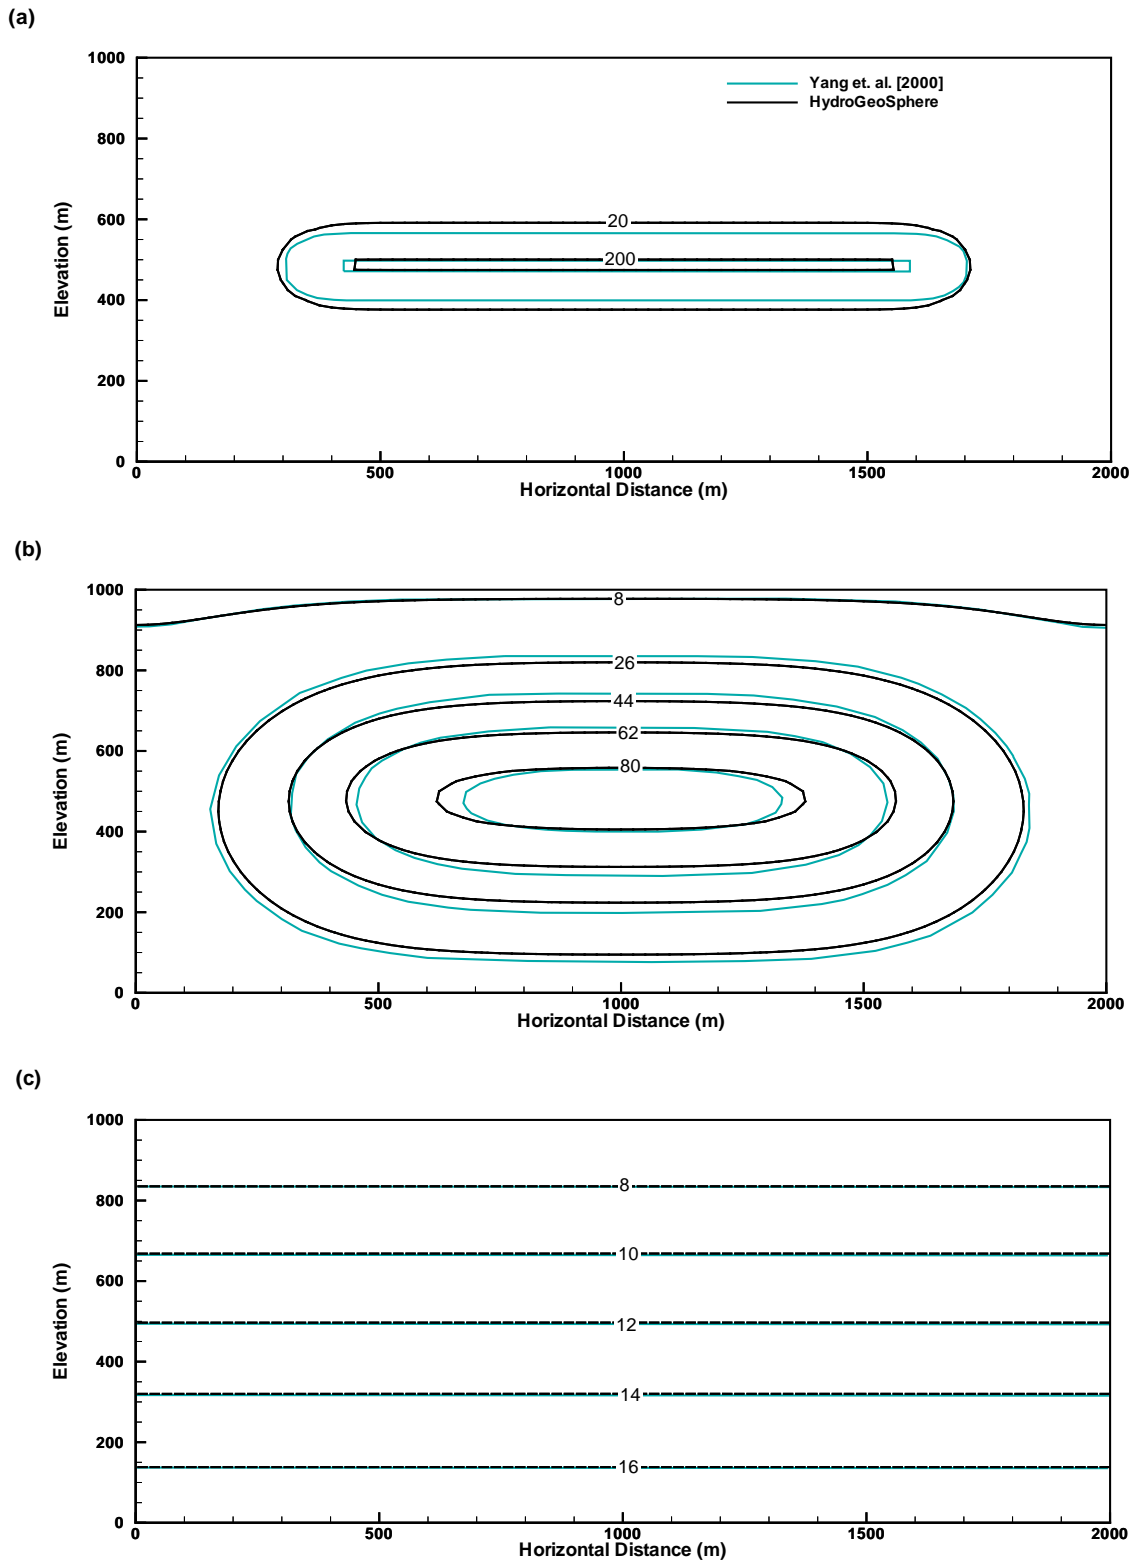 (a)
1000
Yang et. al. [2000]
HydroGeoSphere
800
600
20
200
400
200
0
0 500 1000 1500 2000
Elevation (m)
Horizontal Distance (m)
(b)
1000
8
800
26
44
62
600
80
400
200
0
0 500 1000 1500 2000
Elevation (m)
Horizontal Distance (m)
(c)
1000
8
800
10
600
12
400
14
200
16
0
0 500 1000 1500 2000
Elevation (m)
Horizontal Distance (m)